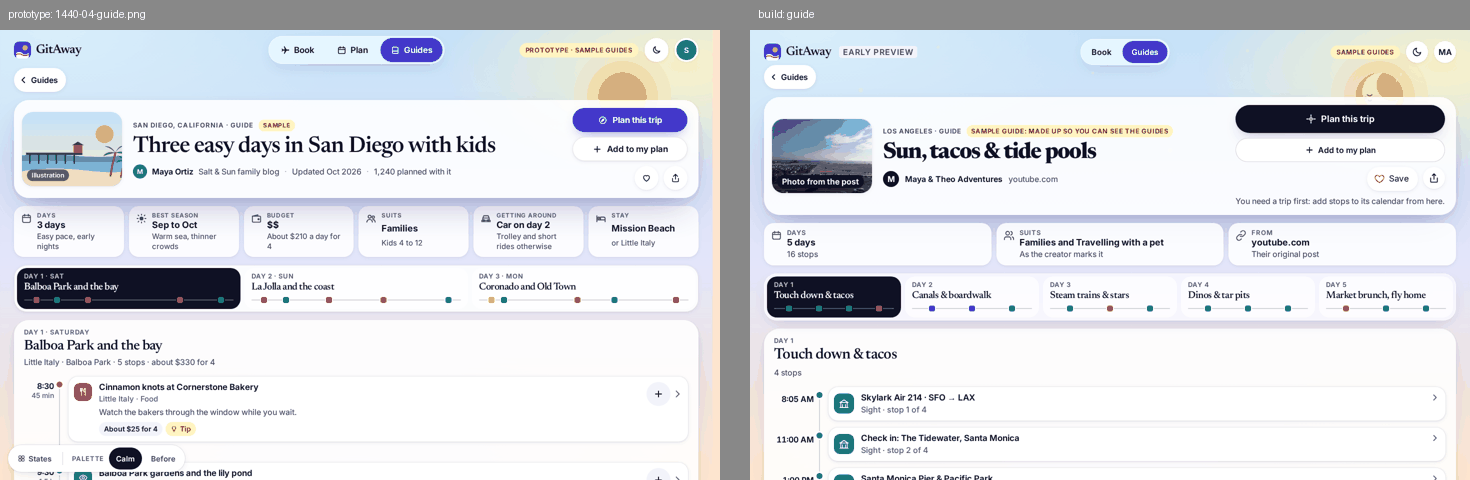 prototype: 1440-04-guide.png
GitAway
Book
Plan
Guides
PROTOTYPE · SAMPLE GUIDES
S
Guides
Illustration
SAN DIEGO, CALIFORNIA · GUIDE SAMPLE
Three easy days in San Diego with kids
M Maya Ortiz Salt & Sun family blog · Updated Oct 2026 · 1,240 planned with it
Plan this trip
Add to my plan
DAYS
3 days
Easy pace, early nights
BEST SEASON
Sep to Oct
Warm sea, thinner crowds
BUDGET
$$
About $210 a day for 4
SUITS
Families
Kids 4 to 12
GETTING AROUND
Car on day 2
Trolley and short rides otherwise
STAY
Mission Beach
or Little Italy
DAY 1 · SAT
Balboa Park and the bay
DAY 2 · SUN
La Jolla and the coast
DAY 3 · MON
Coronado and Old Town
DAY 1 · SATURDAY
Balboa Park and the bay
Little Italy · Balboa Park · 5 stops · about $330 for 4
8:30
45 min
Cinnamon knots at Cornerstone Bakery
Little Italy · Food
Watch the bakers through the window while you wait.
About $25 for 4
Tip
9:30
Balboa Park gardens and the lily pond
States
PALETTE
Calm
Before
build: guide
GitAway
EARLY PREVIEW
Book
Guides
SAMPLE GUIDES
MA
Guides
Photo from the post
LOS ANGELES · GUIDE SAMPLE GUIDE: MADE UP SO YOU CAN SEE THE GUIDES
Sun, tacos & tide pools
M Maya & Theo Adventures youtube.com
Plan this trip
Add to my plan
Save
You need a trip first: add stops to its calendar from here.
DAYS
5 days
16 stops
SUITS
Families and Travelling with a pet
As the creator marks it
FROM
youtube.com
Their original post
DAY 1
Touch down & tacos
DAY 2
Canals & boardwalk
DAY 3
Steam trains & stars
DAY 4
Dinos & tar pits
DAY 5
Market brunch, fly home
DAY 1
Touch down & tacos
4 stops
8:05 AM
Skylark Air 214 · SFO → LAX
Sight · stop 1 of 4
11:00 AM
Check in: The Tidewater, Santa Monica
Sight · stop 2 of 4
1:00 PM
Santa Monica Pier & Pacific Park